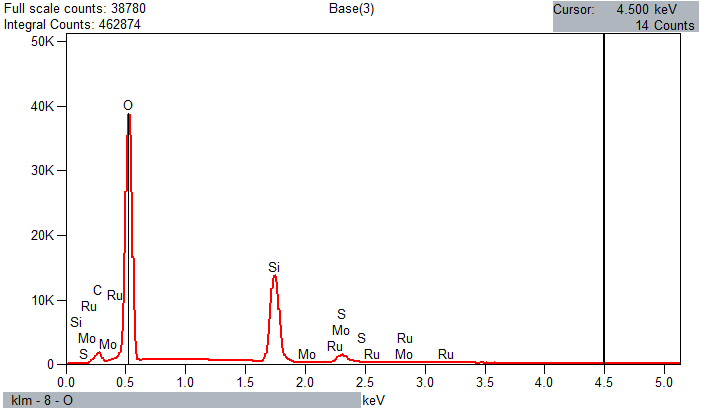 Full scale counts: 38780 Base(3) Cursor: 4.500 keV
Integral Counts: 462874 14 Counts
50K
40K
O
30K
20K
Si
10K
C
Ru
Ru
Si
S
Mo
Mo
Mo
S
Ru
Ru
S
Mo
Ru
Mo
Ru
0
0.0 0.5 1.0 1.5 2.0 2.5 3.0 3.5 4.0 4.5 5.0
klm - 8 - O keV